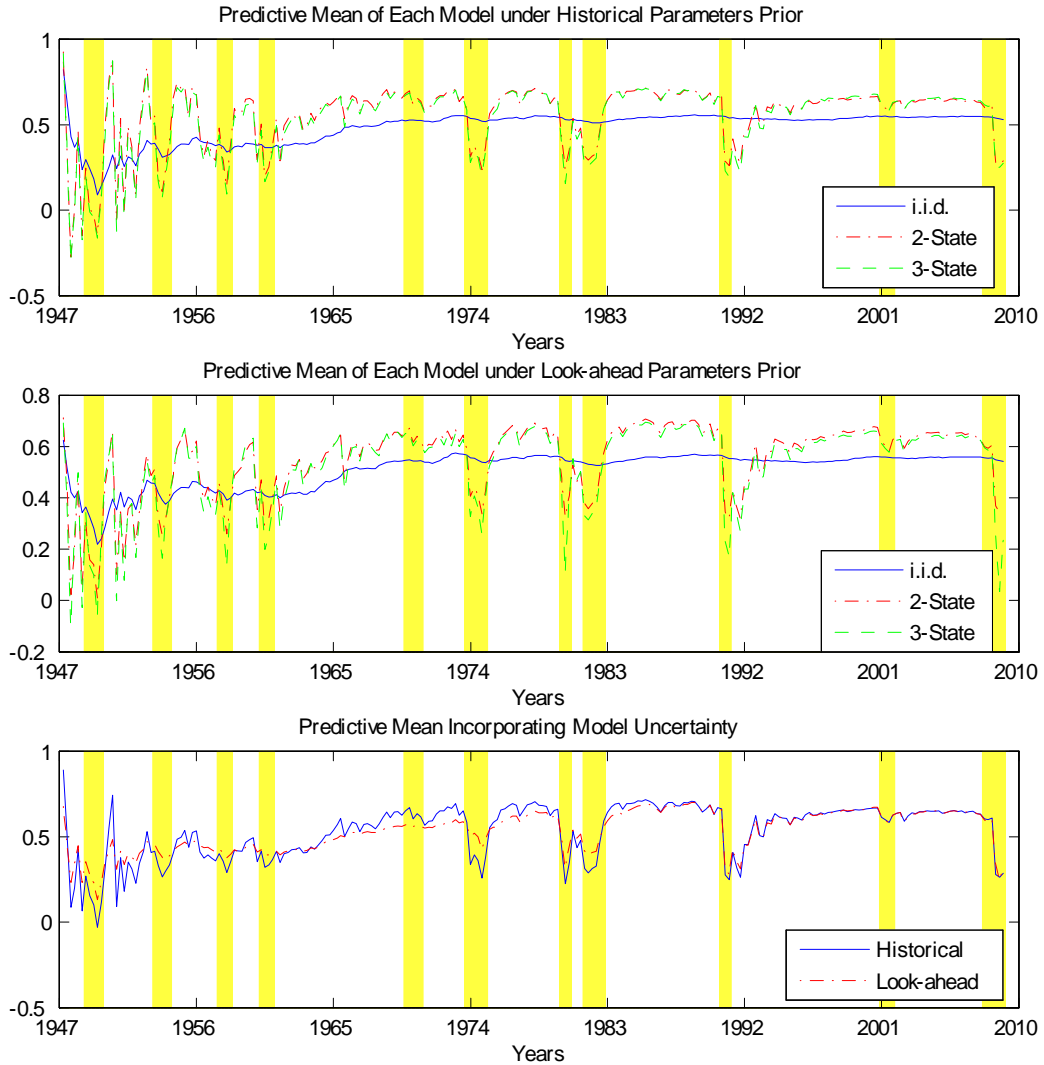 Predictive Mean of Each Model under Historical Parameters Prior
1
0.5
0
-0.5
i.i.d.
2-State
3-State
1947 1956 1965 1974 1983 1992 2001 2010
Years
Predictive Mean of Each Model under Look-ahead Parameters Prior
0.8
0.6
0.4
0.2
0
-0.2
i.i.d.
2-State
3-State
1947 1956 1965 1974 1983 1992 2001 2010
Years
Predictive Mean Incorporating Model Uncertainty
1
0.5
0
-0.5
Historical
Look-ahead
1947 1956 1965 1974 1983 1992 2001 2010
Years